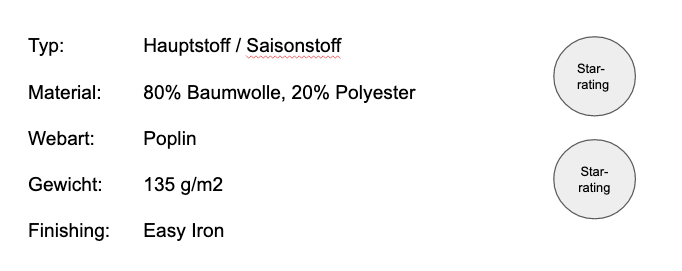 Typ: Hauptstoff / Saisonstoff
Material: 80% Baumwolle, 20% Polyester
Webart: Poplin
Gewicht: 135 g/m2
Finishing: Easy Iron
Star-
rating
Star-
rating